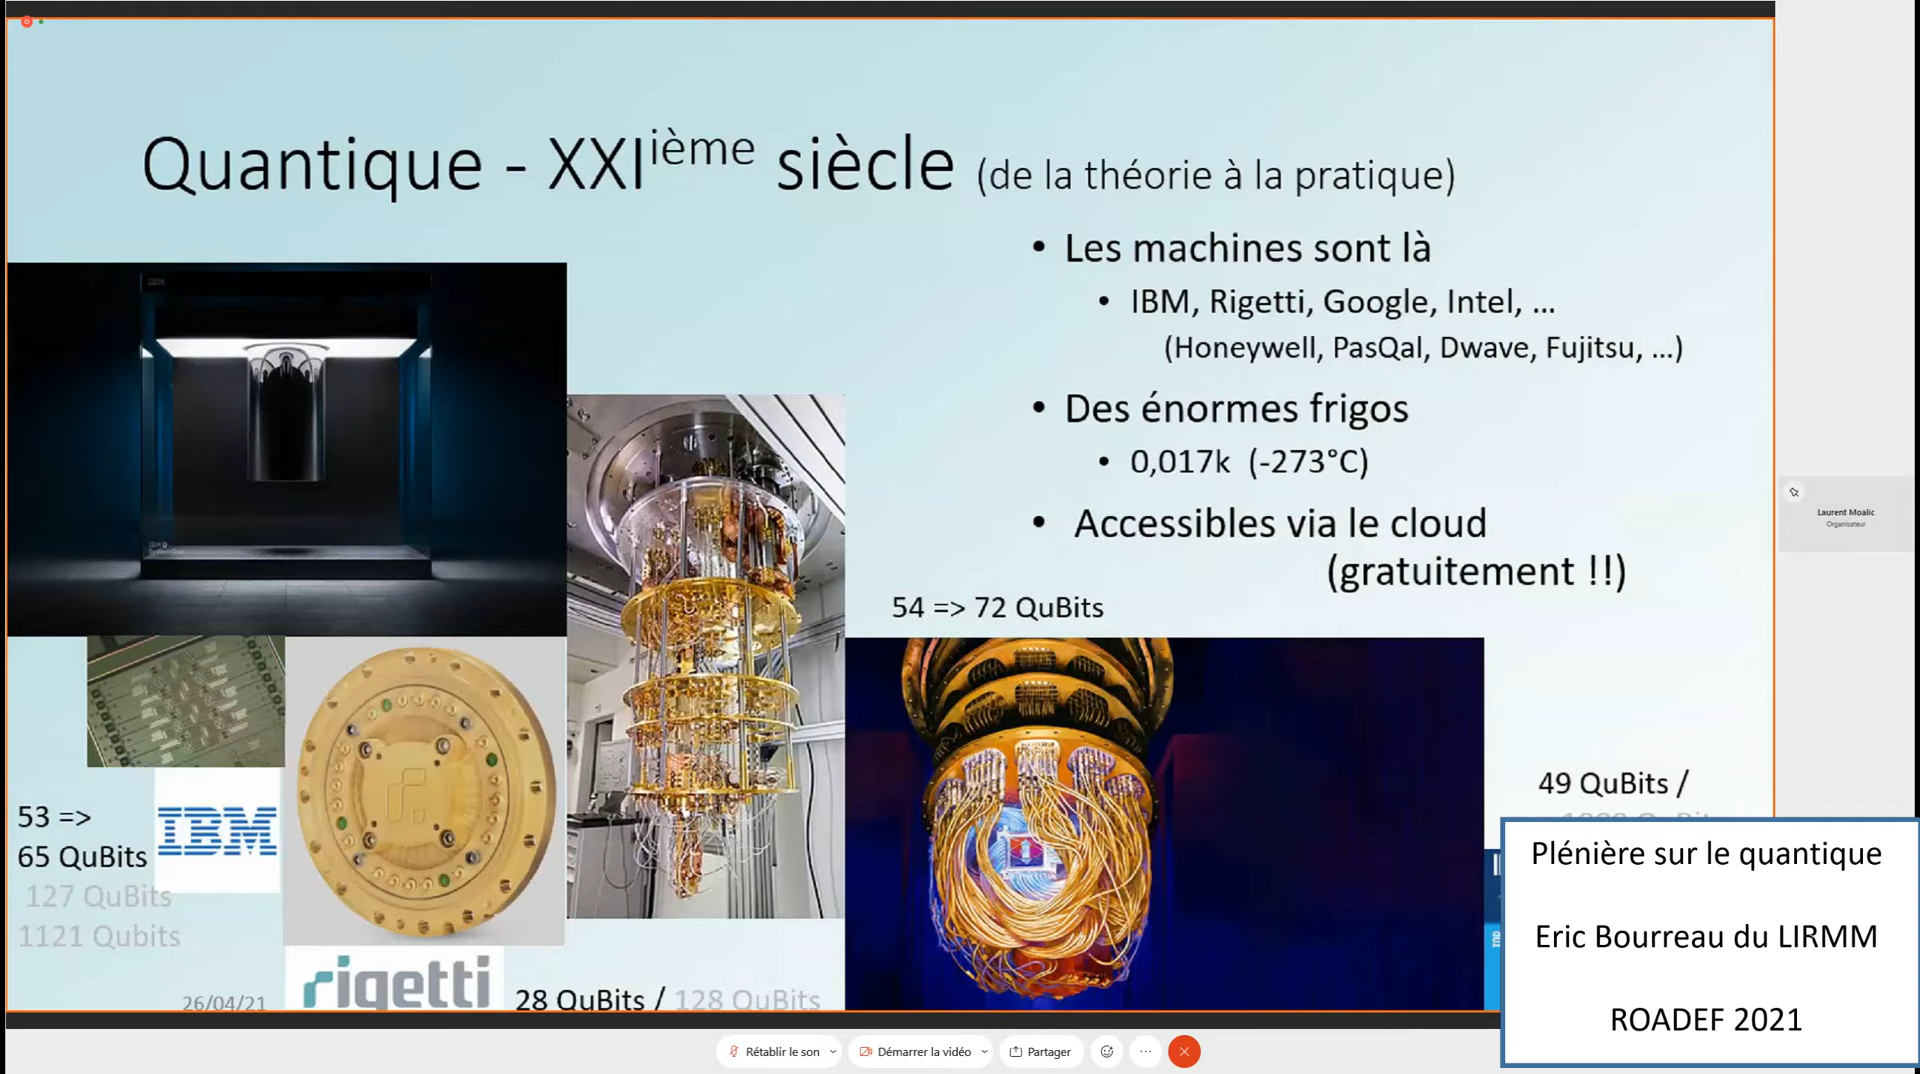 Quantique - XXIième siècle (de la théorie à la pratique)
• Les machines sont là
• IBM, Rigetti, Google, Intel, ...
(Honeywell, PasQal, Dwave, Fujitsu, ...)
• Des énormes frigos
• 0,017k (-273°C)
• Accessibles via le cloud
(gratuitement !!)
54 => 72 QuBits
IBM
53 =>
65 QuBits
127 QuBits
1121 Qubits
IBM
26/04/21
rigetti
28 QuBits / 128 QuBits
49 QuBits /
Plénière sur le quantique
Eric Bourreau du LIRMM
ROADEF 2021
Laurent Moalic
Organisateur
Rétablir le son
Démarrer la vidéo
Partager